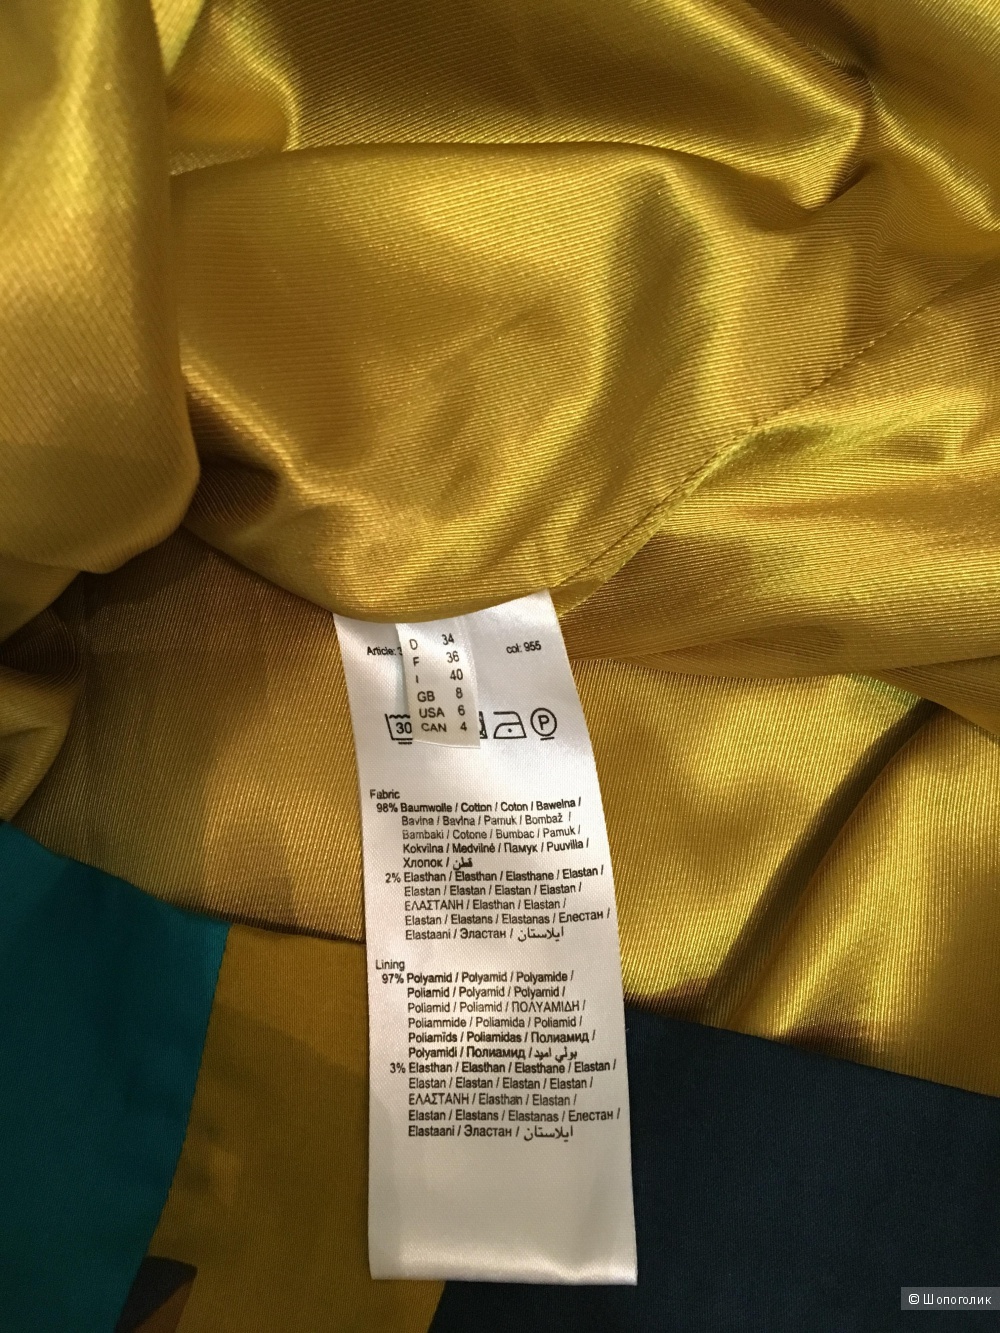 Article: col: 955
D 34
F 36
I 40
GB 8
USA 6
CAN 4
30 P
Fabric
98% Baumwolle / Cotton / Coton / Bawełna /
Bavlna / Bavlna / Pamuk / Bombaž /
Bambaki / Cotone / Bumbac / Pamuk /
Kokvilna / Medvilnė / Памук / Puuvilla /
Хлопок / قطن
2% Elasthan / Elasthan / Elasthane / Elastan /
Elastan / Elastan / Elastan / Elastan /
ΕΛΑΣΤΑΝΗ / Elasthan / Elastan /
Elastan / Elastans / Elastanas / Елестан /
Elastaani / Эластан / ايلاستان
Lining
97% Polyamid / Polyamid / Polyamide /
Poliamid / Polyamid / Polyamid /
Poliamid / Poliamid / ΠΟΛΥΑΜΙΔΗ /
Poliammide / Poliamida / Poliamid /
Poliamīds / Poliamidas / Полиамид /
Polyamidi / Полиамид / بولي اميد
3% Elasthan / Elasthan / Elasthane / Elastan /
Elastan / Elastan / Elastan / Elastan /
ΕΛΑΣΤΑΝΗ / Elasthan / Elastan /
Elastan / Elastans / Elastanas / Елестан /
Elastaani / Эластан / ايلاستان
© Шопоголик